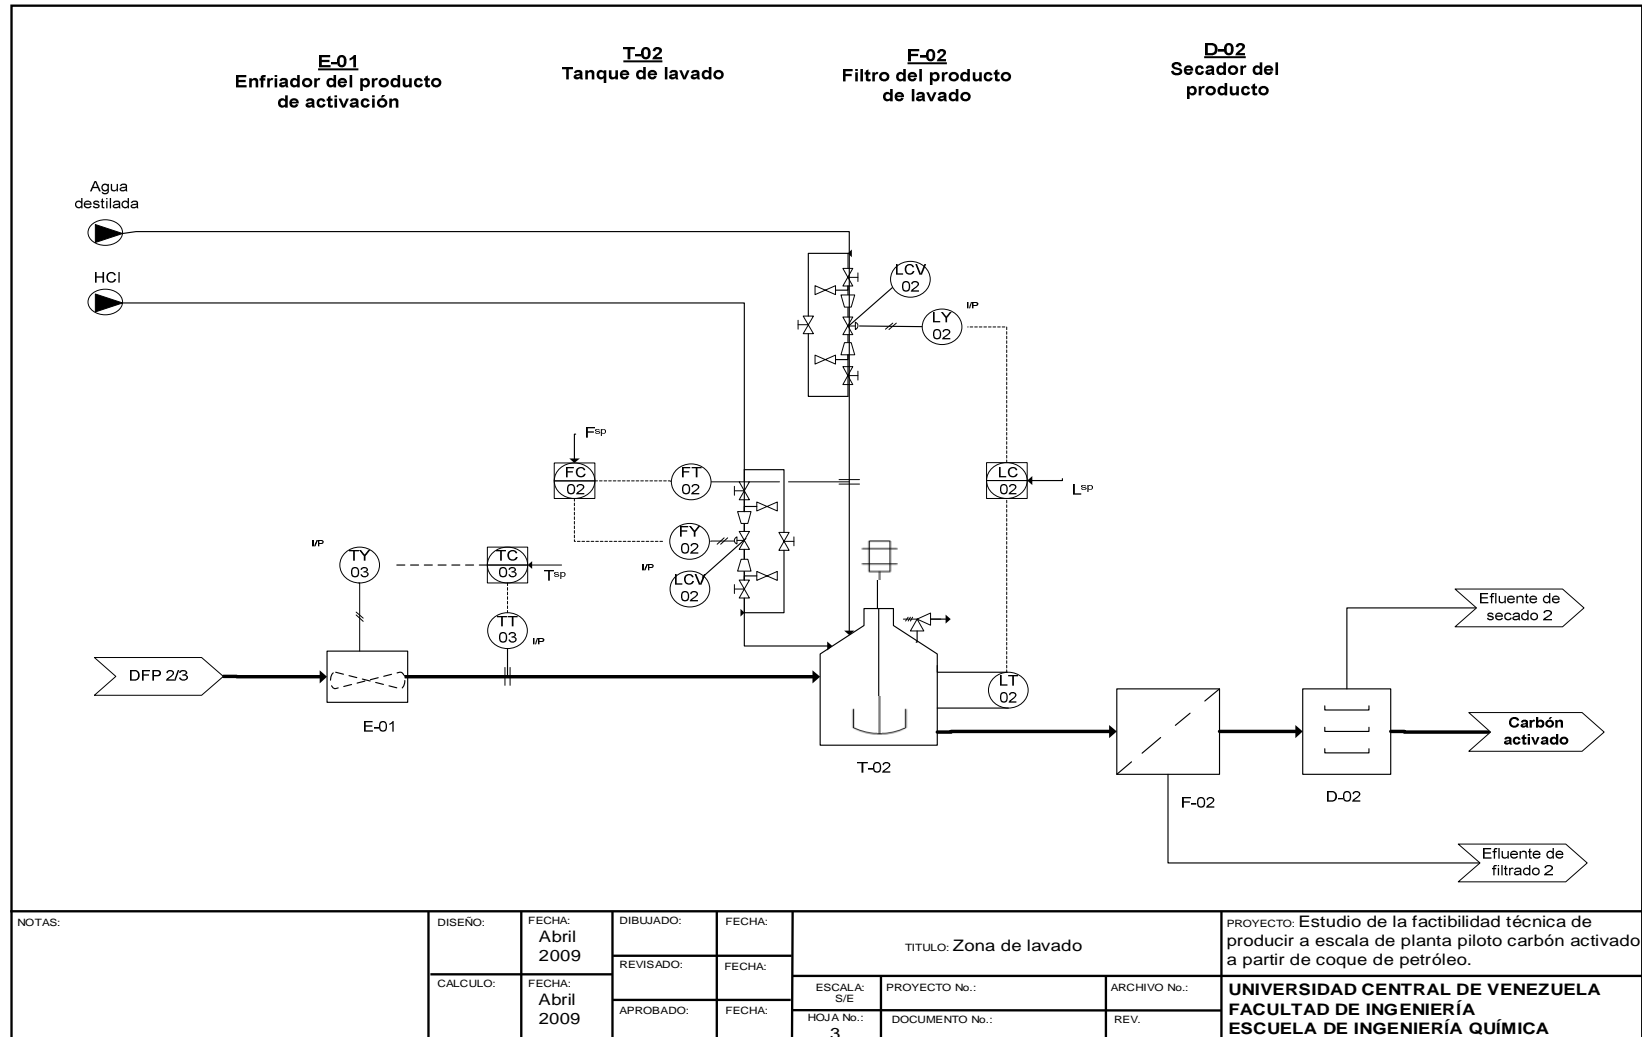 E-01
Enfriador del producto
de activación
T-02
Tanque de lavado
F-02
Filtro del producto
de lavado
D-02
Secador del
producto
Agua
destilada
HCl
LCV
02
I/P
LY
02
Fsp
FC
02
FT
02
LC
02
Lsp
I/P
TY
03
TC
03
Tsp
FY
02
I/P
LCV
02
TT
03
I/P
DFP 2/3
E-01
LT
02
T-02
F-02
D-02
Efluente de
secado 2
Carbón
activado
Efluente de
filtrado 2
NOTAS:
DISEÑO:
FECHA:
Abril
2009
DIBUJADO:
FECHA:
REVISADO:
FECHA:
CALCULO:
FECHA:
Abril
2009
APROBADO:
FECHA:
TITULO: Zona de lavado
ESCALA:
S/E
PROYECTO No.:
ARCHIVO No.:
HOJA No.:
3
DOCUMENTO No.:
REV.
PROYECTO: Estudio de la factibilidad técnica de
producir a escala de planta piloto carbón activado
a partir de coque de petróleo.
UNIVERSIDAD CENTRAL DE VENEZUELA
FACULTAD DE INGENIERÍA
ESCUELA DE INGENIERÍA QUÍMICA